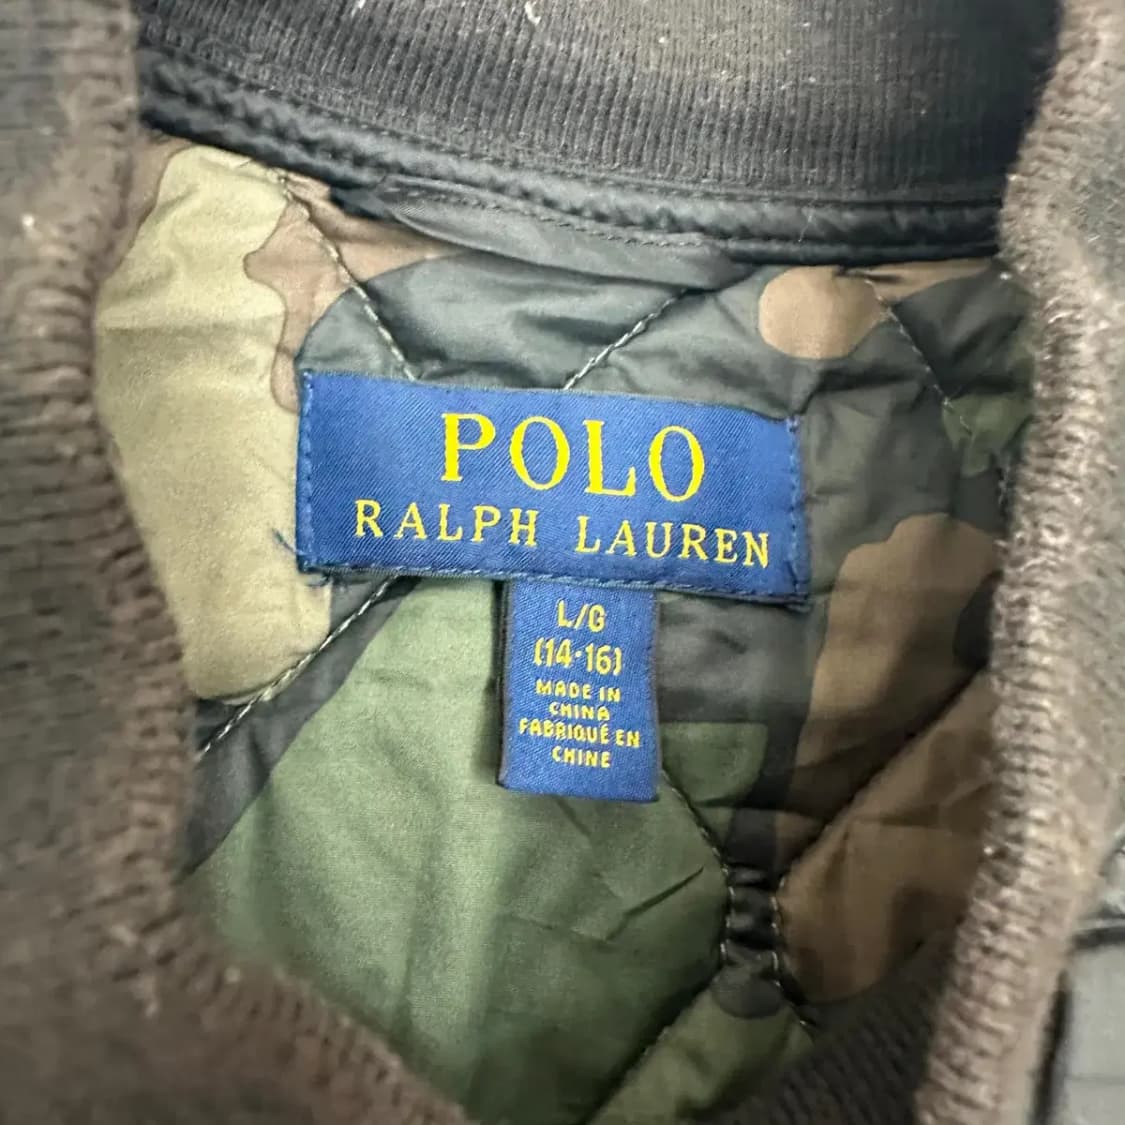 POLO
RALPH LAUREN
L/G
(14-16)
MADE IN
CHINA
FABRIQUÉ EN
CHINE